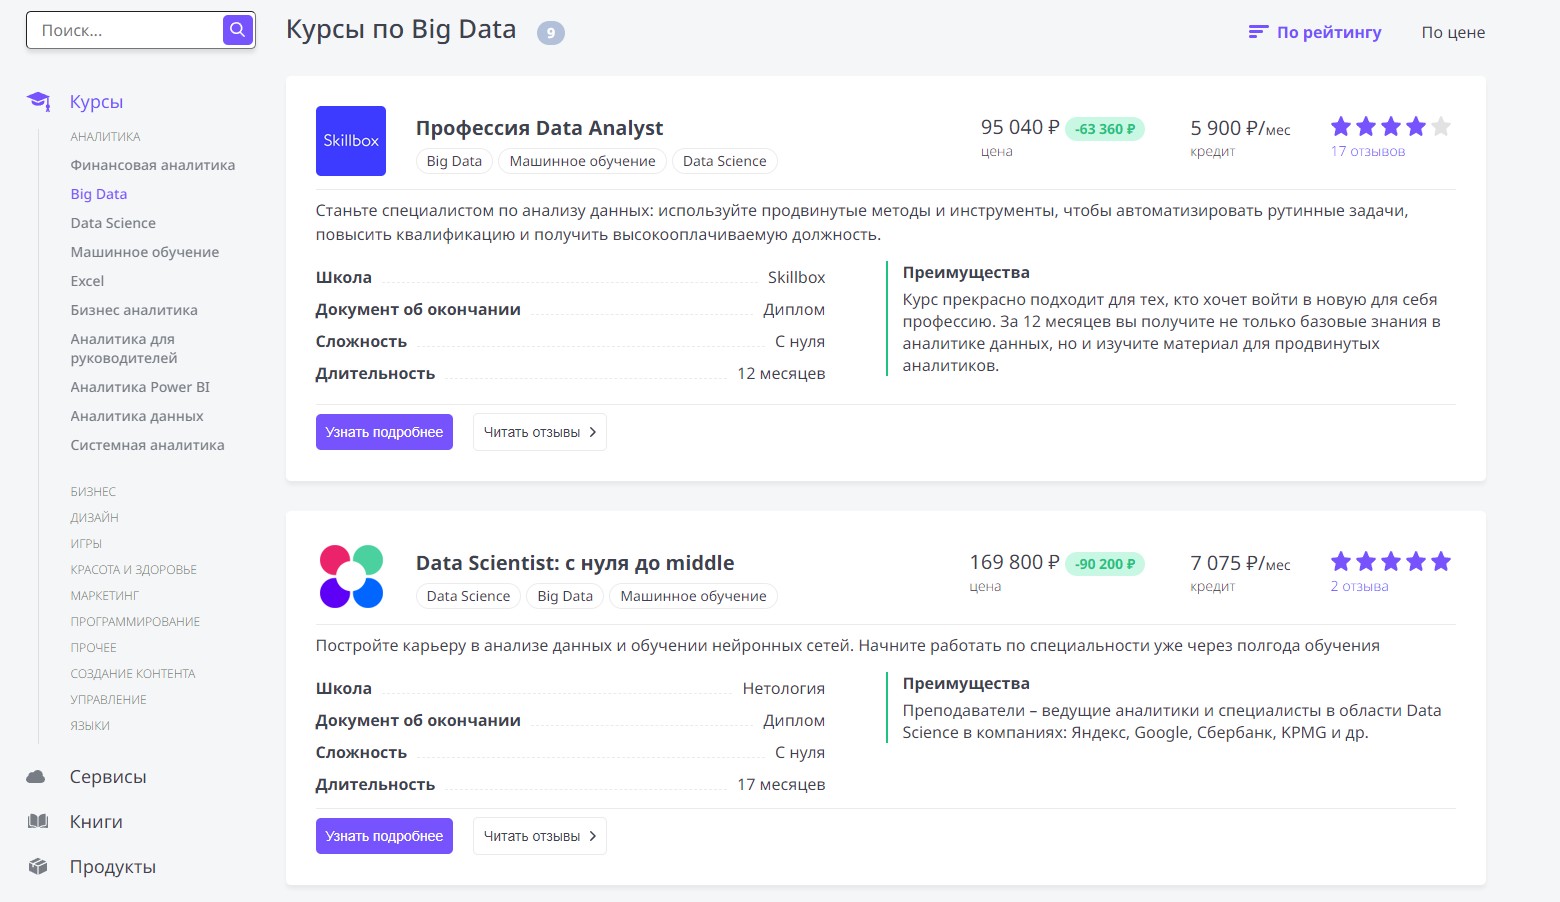 Поиск...
Курсы
АНАЛИТИКА
Финансовая аналитика
Big Data
Data Science
Машинное обучение
Excel
Бизнес аналитика
Аналитика для
руководителей
Аналитика Power BI
Аналитика данных
Системная аналитика
БИЗНЕС
ДИЗАЙН
ИГРЫ
КРАСОТА И ЗДОРОВЬЕ
МАРКЕТИНГ
ПРОГРАММИРОВАНИЕ
ПРОЧЕЕ
СОЗДАНИЕ КОНТЕНТА
УПРАВЛЕНИЕ
ЯЗЫКИ
Сервисы
Книги
Продукты
Курсы по Big Data 9
По рейтингу По цене
Skillbox
Профессия Data Analyst
Big Data Машинное обучение Data Science
95 040 ₽ -63 360 ₽
цена
5 900 ₽/мес
кредит
17 отзывов
Станьте специалистом по анализу данных: используйте продвинутые методы и инструменты, чтобы автоматизировать рутинные задачи,
повысить квалификацию и получить высокооплачиваемую должность.
Школа Skillbox
Документ об окончании Диплом
Сложность С нуля
Длительность 12 месяцев
Преимущества
Курс прекрасно подходит для тех, кто хочет войти в новую для себя
профессию. За 12 месяцев вы получите не только базовые знания в
аналитике данных, но и изучите материал для продвинутых
аналитиков.
Узнать подробнее Читать отзывы
Data Scientist: с нуля до middle
Data Science Big Data Машинное обучение
169 800 ₽ -90 200 ₽
цена
7 075 ₽/мес
кредит
2 отзыва
Постройте карьеру в анализе данных и обучении нейронных сетей. Начните работать по специальности уже через полгода обучения
Школа Нетология
Документ об окончании Диплом
Сложность С нуля
Длительность 17 месяцев
Преимущества
Преподаватели – ведущие аналитики и специалисты в области Data
Science в компаниях: Яндекс, Google, Сбербанк, KPMG и др.
Узнать подробнее Читать отзывы